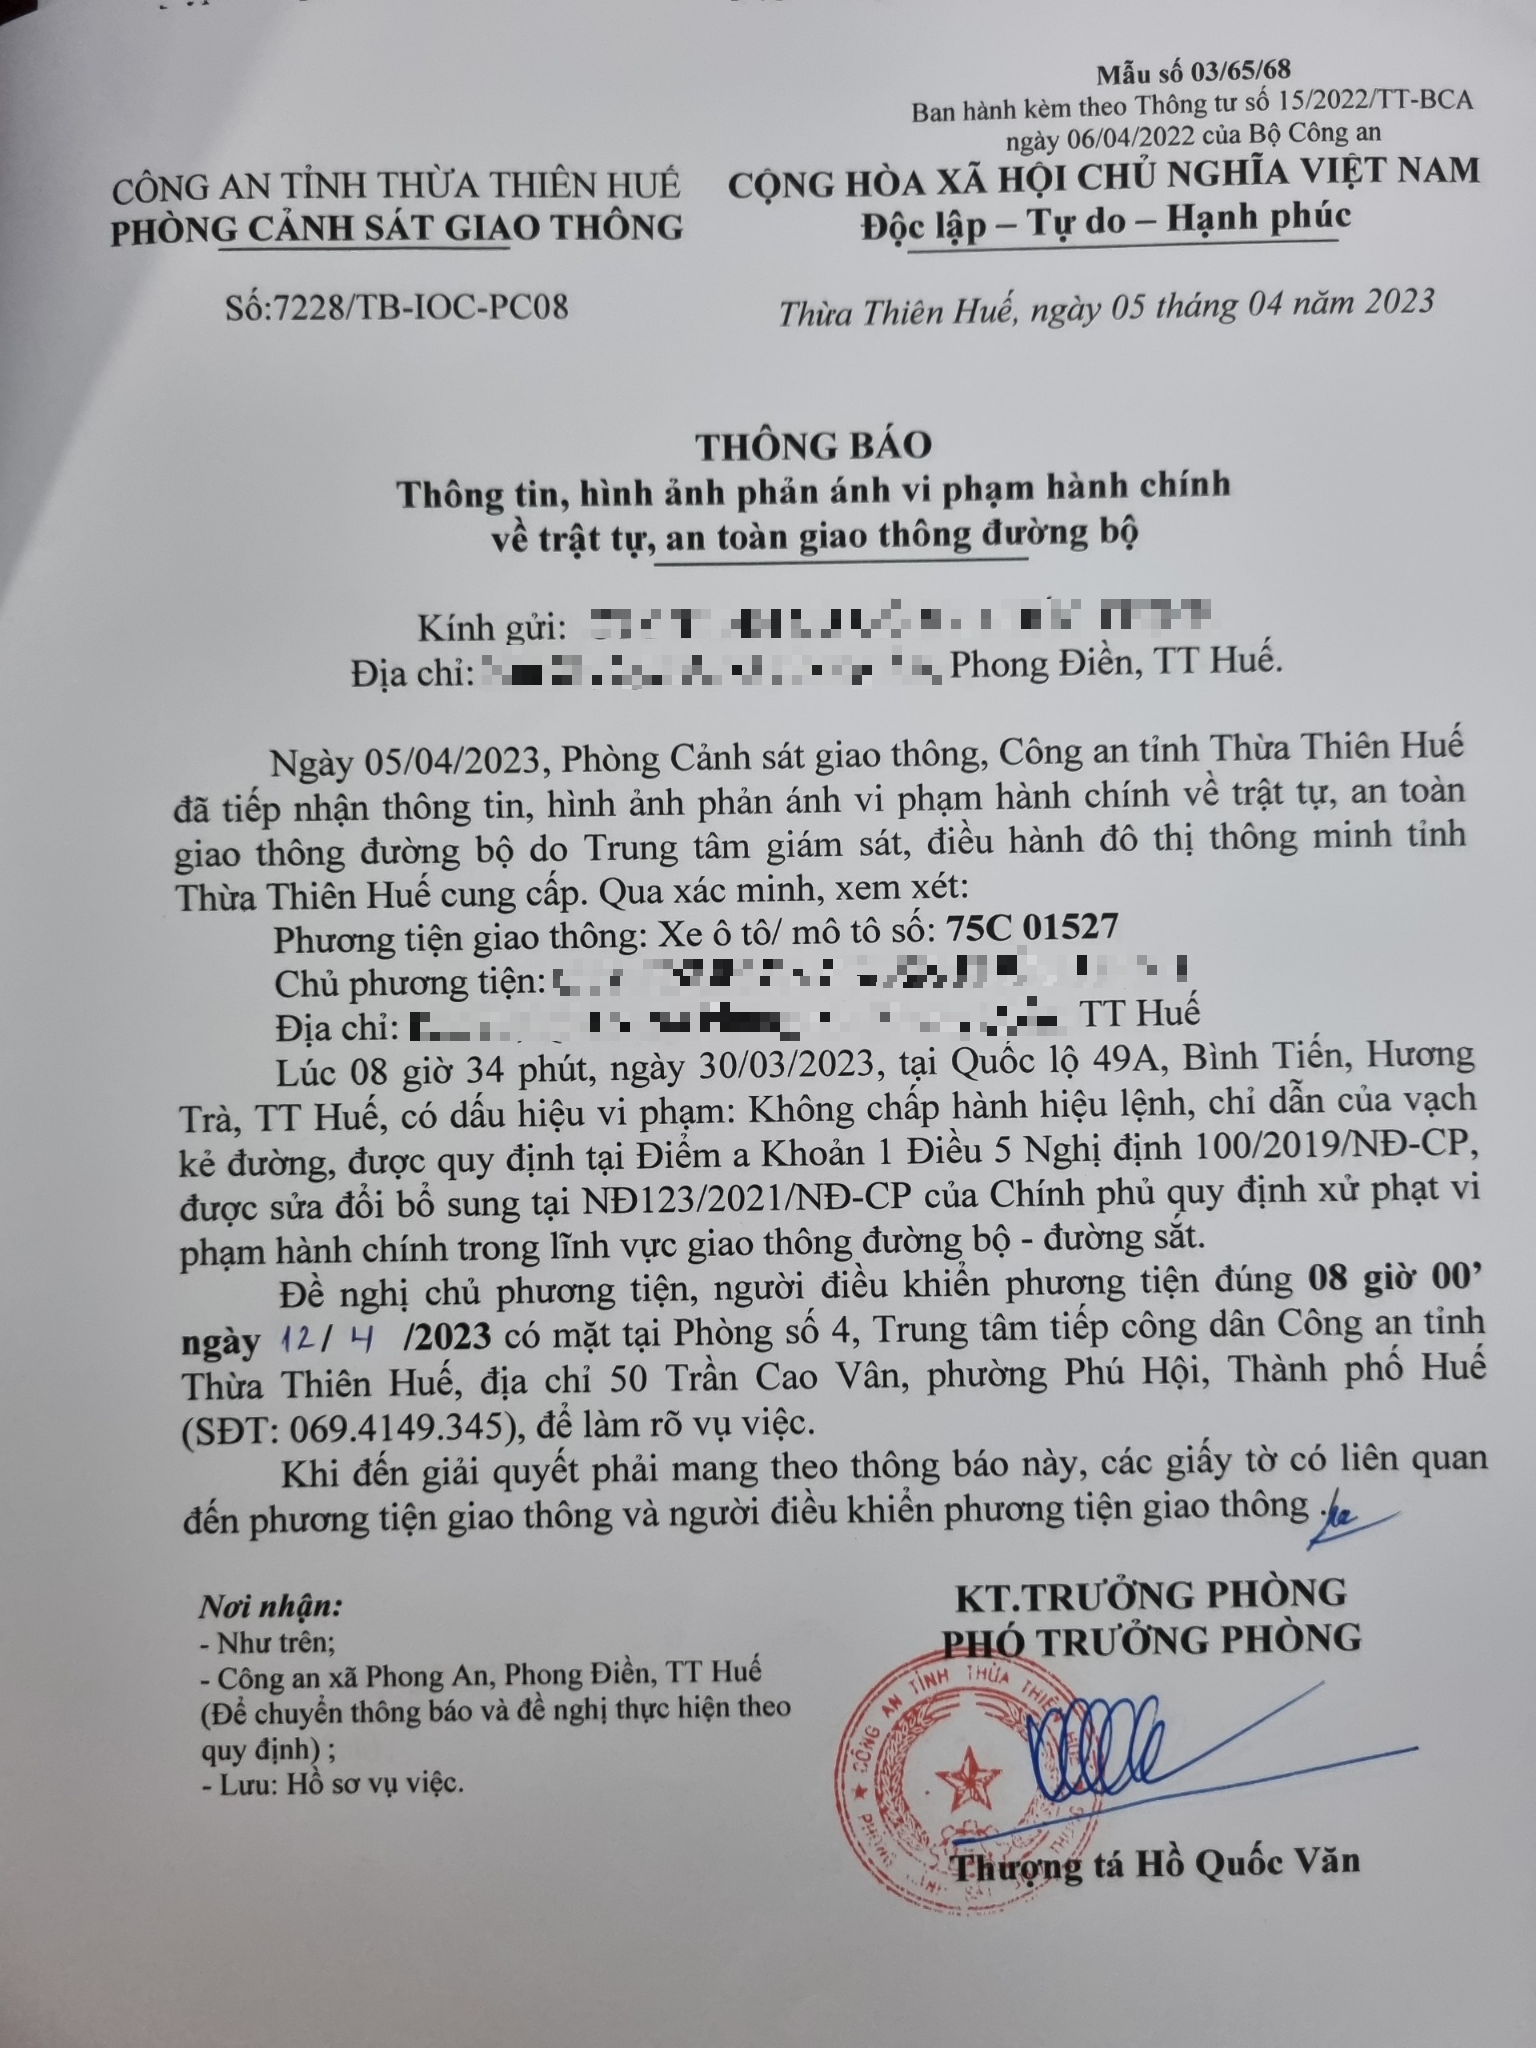 Mẫu số 03/65/68
Ban hành kèm theo Thông tư số 15/2022/TT-BCA
ngày 06/04/2022 của Bộ Công an
CÔNG AN TỈNH THỪA THIÊN HUẾ
PHÒNG CẢNH SÁT GIAO THÔNG
CỘNG HÒA XÃ HỘI CHỦ NGHĨA VIỆT NAM
Độc lập – Tự do – Hạnh phúc
Số:7228/TB-IOC-PC08
Thừa Thiên Huế, ngày 05 tháng 04 năm 2023
THÔNG BÁO
Thông tin, hình ảnh phản ánh vi phạm hành chính
về trật tự, an toàn giao thông đường bộ
Kính gửi:
Địa chỉ: Phong Điền, TT Huế.
Ngày 05/04/2023, Phòng Cảnh sát giao thông, Công an tỉnh Thừa Thiên Huế
đã tiếp nhận thông tin, hình ảnh phản ánh vi phạm hành chính về trật tự, an toàn
giao thông đường bộ do Trung tâm giám sát, điều hành đô thị thông minh tỉnh
Thừa Thiên Huế cung cấp. Qua xác minh, xem xét:
Phương tiện giao thông: Xe ô tô/ mô tô số: 75C 01527
Chủ phương tiện:
Địa chỉ: TT Huế
Lúc 08 giờ 34 phút, ngày 30/03/2023, tại Quốc lộ 49A, Bình Tiến, Hương
Trà, TT Huế, có dấu hiệu vi phạm: Không chấp hành hiệu lệnh, chỉ dẫn của vạch
kẻ đường, được quy định tại Điểm a Khoản 1 Điều 5 Nghị định 100/2019/NĐ-CP,
được sửa đổi bổ sung tại NĐ123/2021/NĐ-CP của Chính phủ quy định xử phạt vi
phạm hành chính trong lĩnh vực giao thông đường bộ - đường sắt.
Đề nghị chủ phương tiện, người điều khiển phương tiện đúng 08 giờ 00’
ngày 12/ 4 /2023 có mặt tại Phòng số 4, Trung tâm tiếp công dân Công an tỉnh
Thừa Thiên Huế, địa chỉ 50 Trần Cao Vân, phường Phú Hội, Thành phố Huế
(SĐT: 069.4149.345), để làm rõ vụ việc.
Khi đến giải quyết phải mang theo thông báo này, các giấy tờ có liên quan
đến phương tiện giao thông và người điều khiển phương tiện giao thông .
Nơi nhận:
- Như trên;
- Công an xã Phong An, Phong Điền, TT Huế
(Để chuyển thông báo và đề nghị thực hiện theo
quy định) ;
- Lưu: Hồ sơ vụ việc.
KT.TRƯỞNG PHÒNG
PHÓ TRƯỞNG PHÒNG
CÔNG AN TỈNH THỪA THIÊN HUẾ
Thượng tá Hồ Quốc Văn